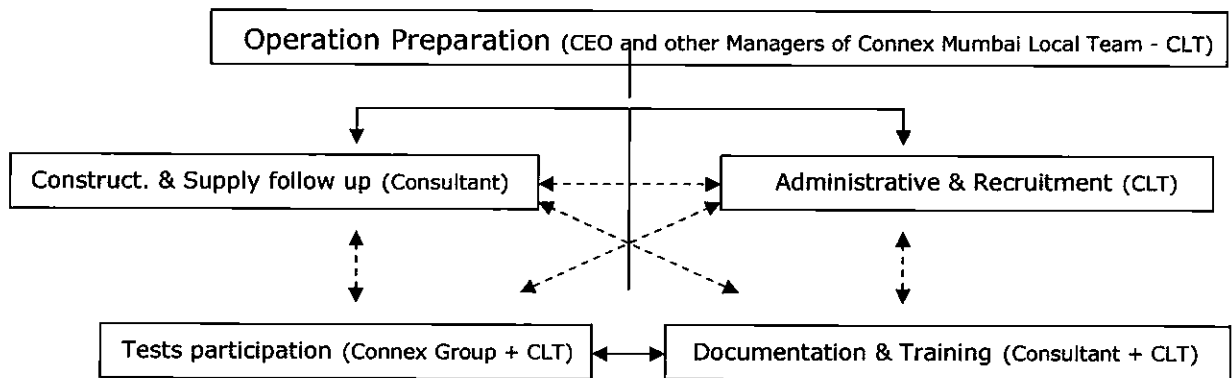 Operation Preparation (CEO and other Managers of Connex Mumbai Local Team - CLT)
Construct. & Supply follow up (Consultant)
Administrative & Recruitment (CLT)
Tests participation (Connex Group + CLT)
Documentation & Training (Consultant + CLT)